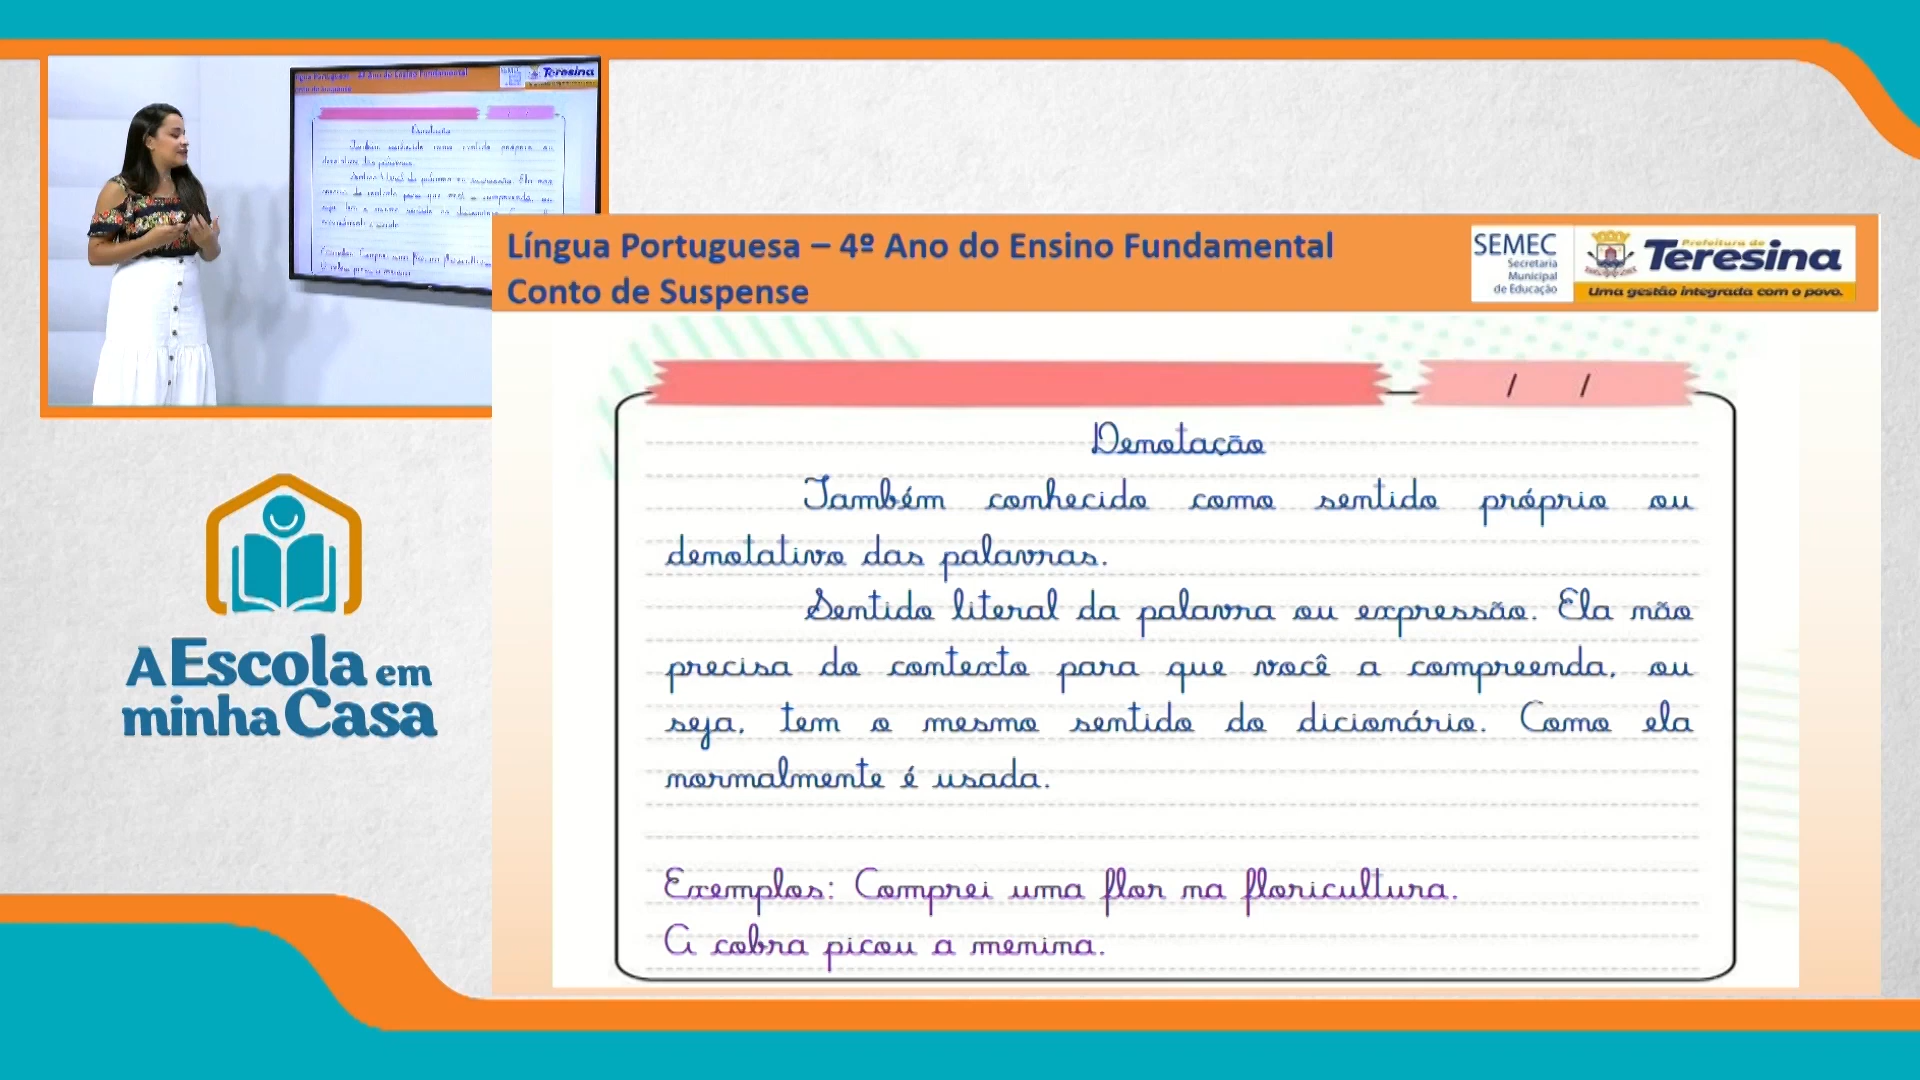 Língua Portuguesa – 4º Ano do Ensino Fundamental
Conto de Suspense
SEMEC
Secretaria
Municipal
de Educação
Prefeitura de
Teresina
Uma gestão integrada com o povo.
/ /
Denotação
Também conhecido como sentido próprio ou
denotativo das palavras.
Sentido literal da palavra ou expressão. Ela não
precisa do contexto para que você a compreenda, ou
seja, tem o mesmo sentido do dicionário. Como ela
normalmente é usada.
Exemplos: Comprei uma flor na floricultura.
A cobra picou a menina.
A Escola em
minha Casa